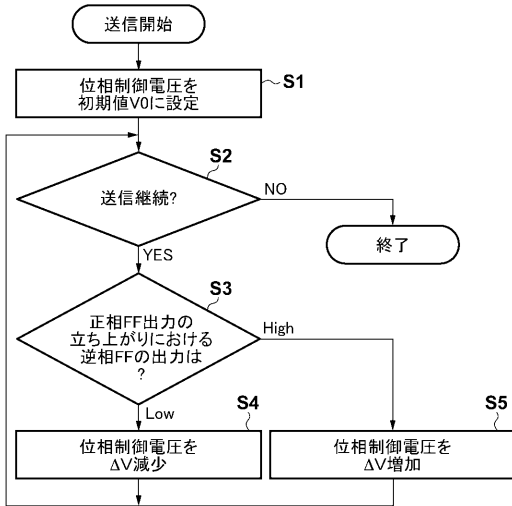 送信開始
位相制御電圧を
初期値V0に設定
S1
S2
送信継続?
NO
終了
YES
S3
正相FF出力の
立ち上がりにおける
逆相FFの出力は
?
High
Low
S4
位相制御電圧を
ΔV減少
S5
位相制御電圧を
ΔV増加